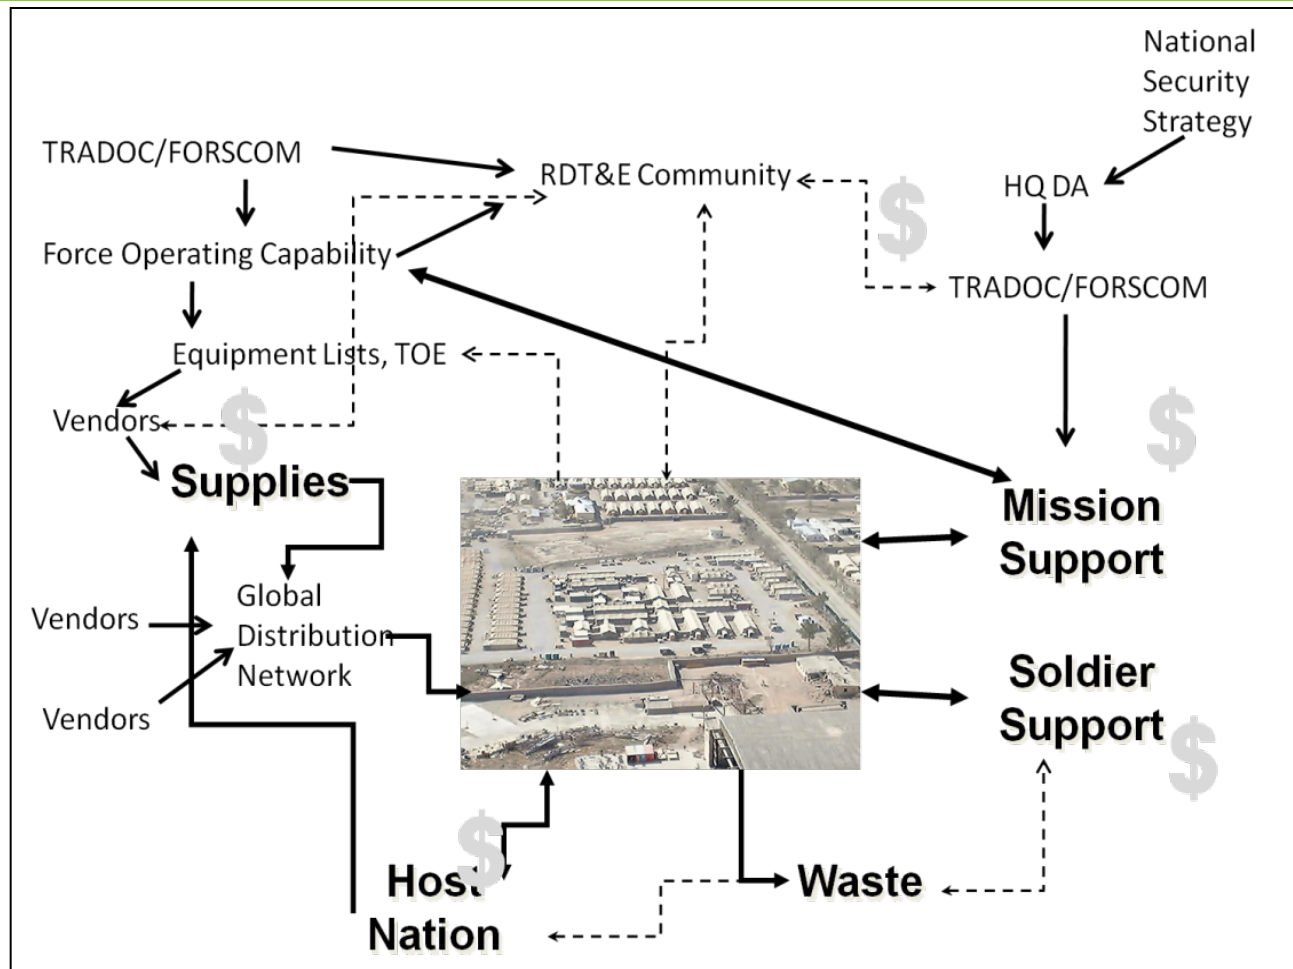 National
Security
Strategy
TRADOC/FORSCOM
RDT&E Community
HQ DA
$
Force Operating Capability
TRADOC/FORSCOM
Equipment Lists, TOE
$
$
Vendors
Supplies
Mission
Support
Global
Distribution
Network
Vendors
Vendors
Soldier
Support
$
$
Host
Nation
Waste